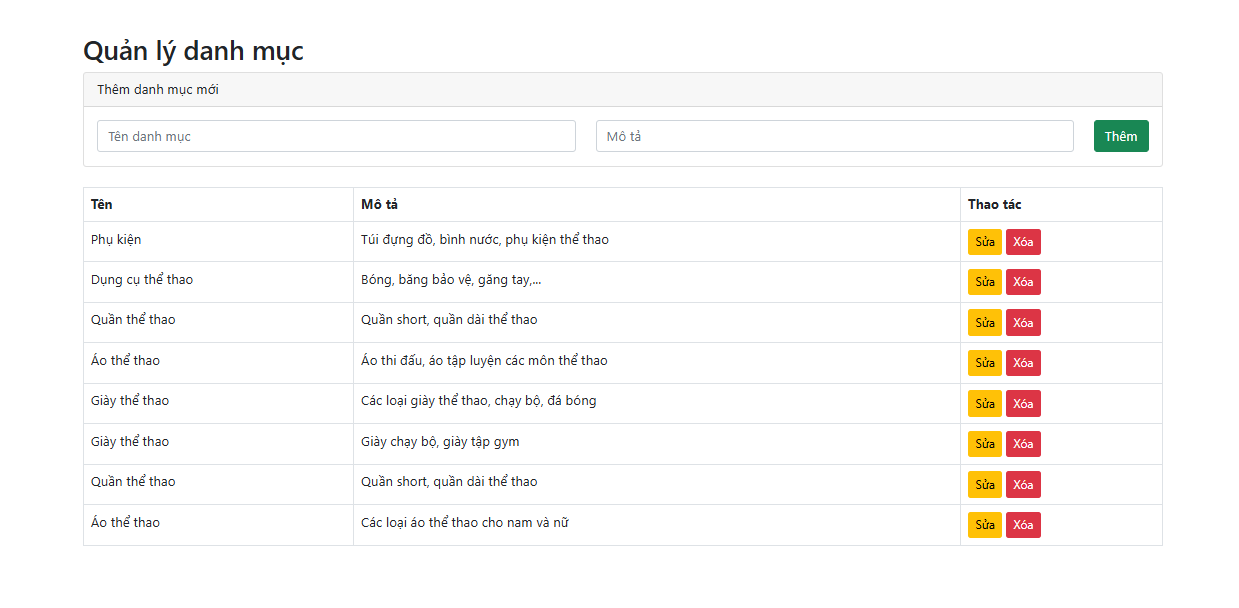 Quản lý danh mục
Thêm danh mục mới
Tên danh mục Mô tả Thêm
Tên Mô tả Thao tác
Phụ kiện Túi đựng đồ, bình nước, phụ kiện thể thao Sửa Xóa
Dụng cụ thể thao Bóng, băng bảo vệ, găng tay,... Sửa Xóa
Quần thể thao Quần short, quần dài thể thao Sửa Xóa
Áo thể thao Áo thi đấu, áo tập luyện các môn thể thao Sửa Xóa
Giày thể thao Các loại giày thể thao, chạy bộ, đá bóng Sửa Xóa
Giày thể thao Giày chạy bộ, giày tập gym Sửa Xóa
Quần thể thao Quần short, quần dài thể thao Sửa Xóa
Áo thể thao Các loại áo thể thao cho nam và nữ Sửa Xóa